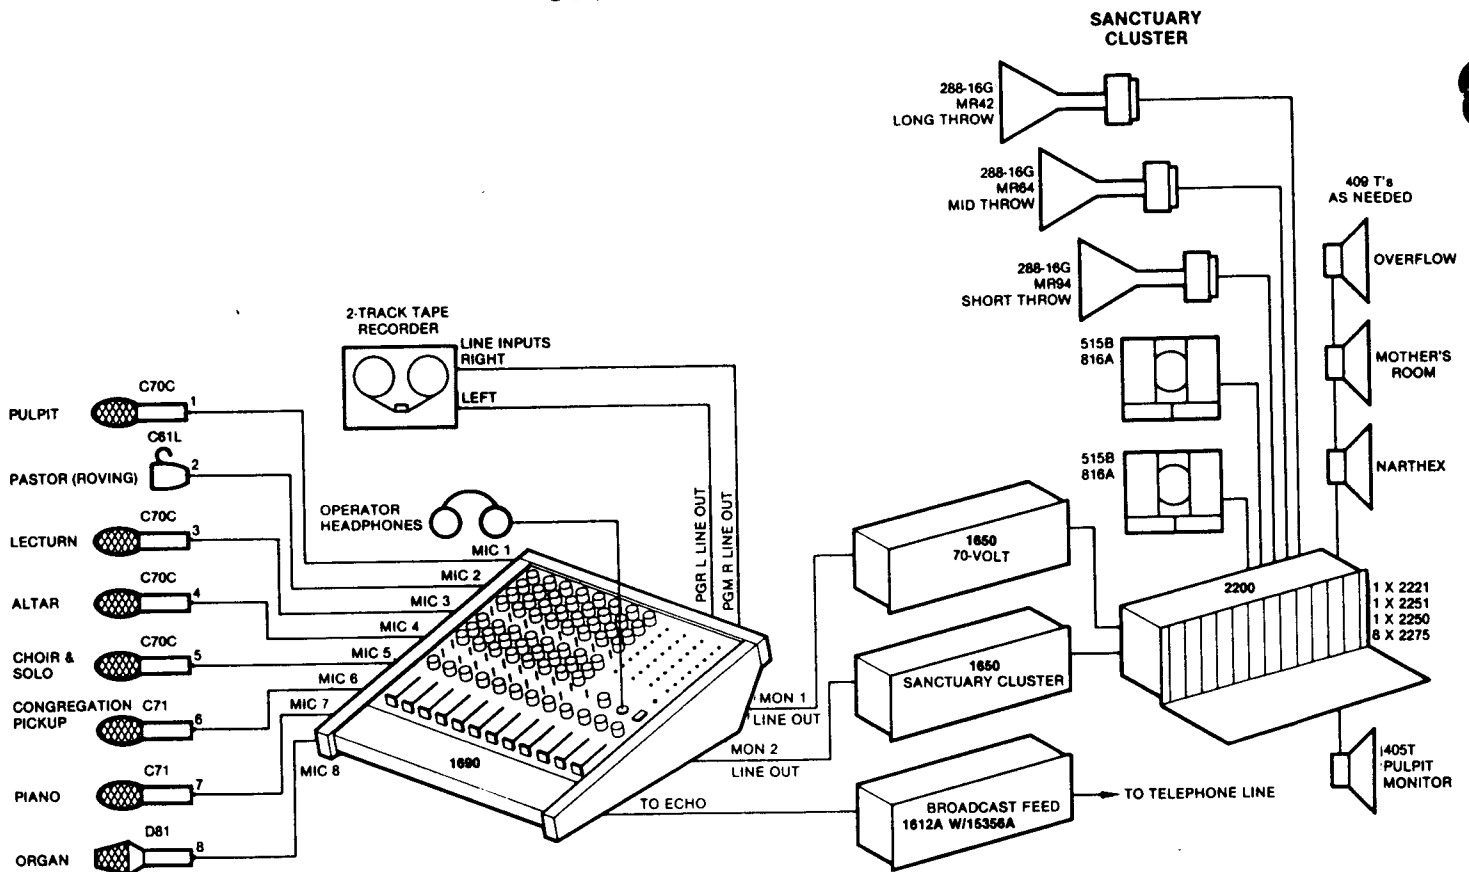 SANCTUARY
CLUSTER
288-16G
MR42
LONG THROW
288-16G
MR64
MID THROW
288-16G
MR94
SHORT THROW
515B
816A
515B
816A
409 T's
AS NEEDED
OVERFLOW
MOTHER'S
ROOM
NARTHEX
2-TRACK TAPE
RECORDER
LINE INPUTS
RIGHT
LEFT
OPERATOR
HEADPHONES
PGR L LINE OUT
PGM R LINE OUT
PULPIT
C70C
1
PASTOR (ROVING)
C61L
2
LECTURN
C70C
3
ALTAR
C70C
4
CHOIR &
SOLO
C70C
5
CONGREGATION
PICKUP
C71
6
PIANO
C71
7
ORGAN
D81
8
MIC 1
MIC 2
MIC 3
MIC 4
MIC 5
MIC 6
MIC 7
MIC 8
1690
MON 1
LINE OUT
MON 2
LINE OUT
TO ECHO
1650
70-VOLT
1650
SANCTUARY CLUSTER
BROADCAST FEED
1612A W/15356A
TO TELEPHONE LINE
2200
1 X 2221
1 X 2251
1 X 2250
8 X 2275
405T
PULPIT
MONITOR